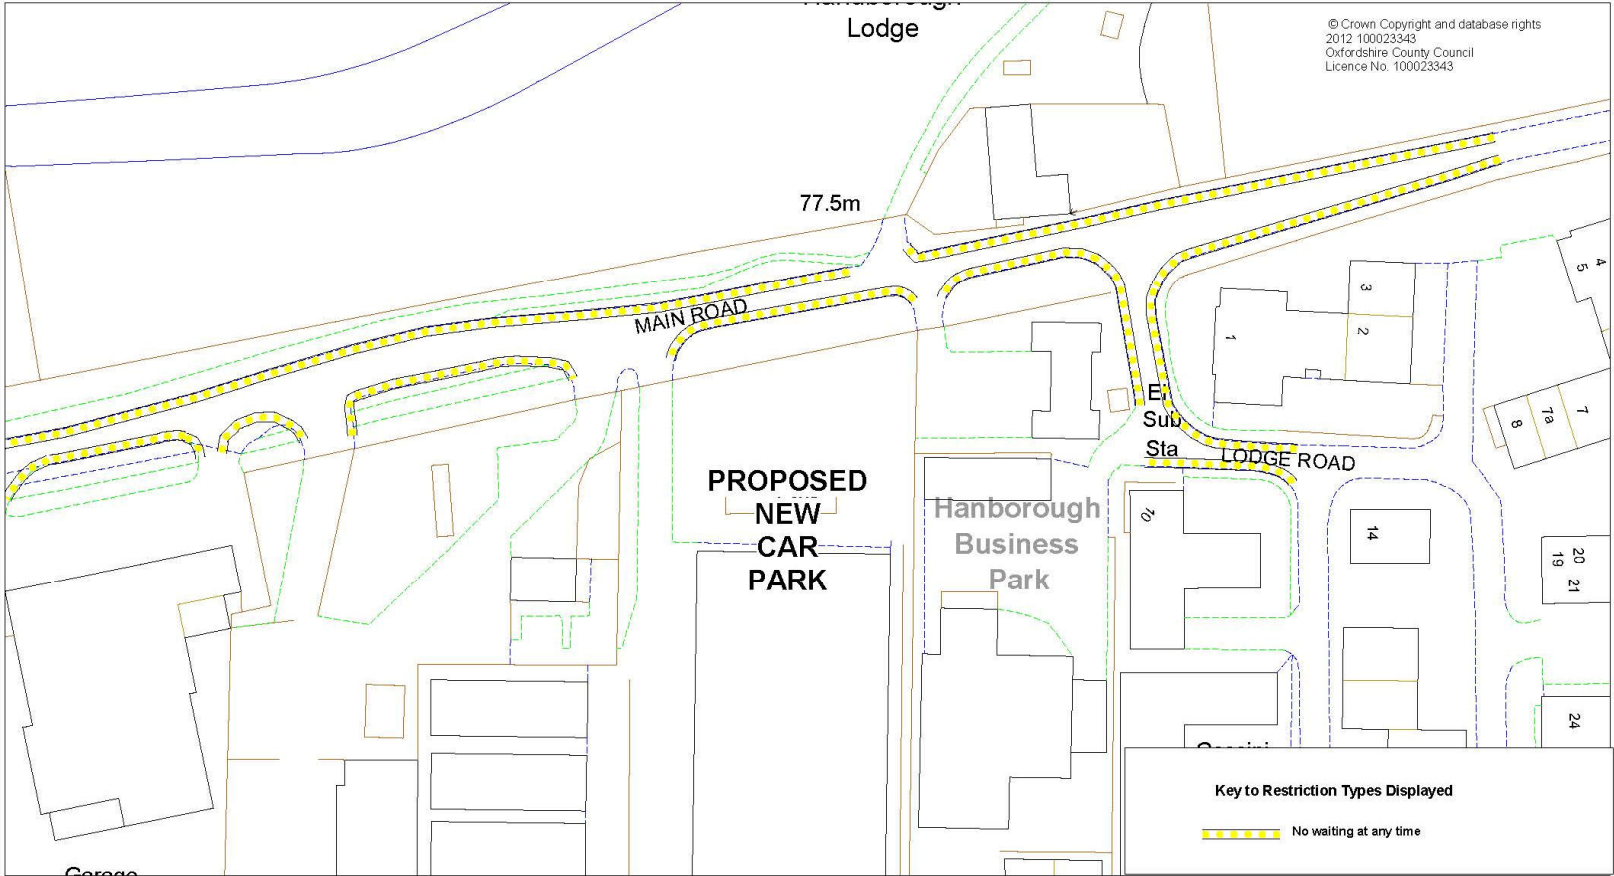 Lodge
© Crown Copyright and database rights
2012 100023343
Oxfordshire County Council
Licence No. 100023343
77.5m
MAIN ROAD
El
Sub
Sta
LODGE ROAD
1
2
3
4
5
7
7a
8
10
14
19
20
21
24
PROPOSED
NEW
CAR
PARK
Hanborough
Business
Park
Garage
Key to Restriction Types Displayed
No waiting at any time